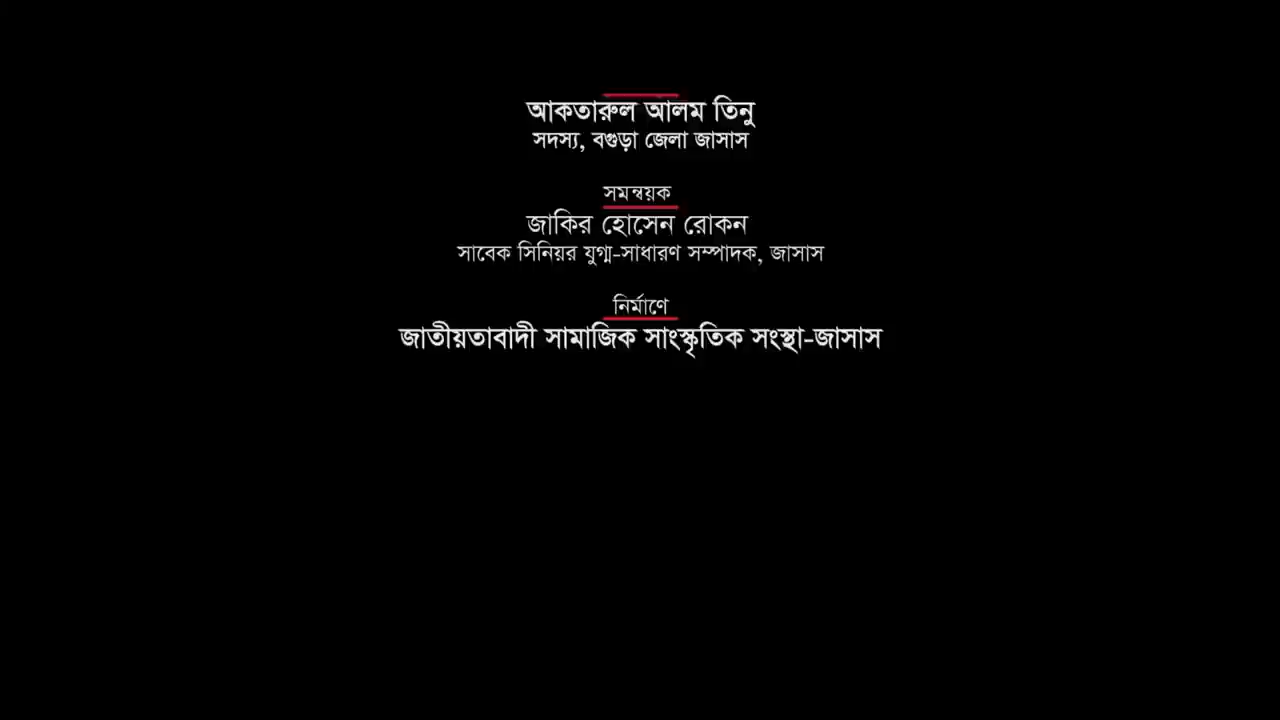 আকতারুল আলম তিনু
সদস্য, বগুড়া জেলা জাসাস
সমন্বয়ক
জাকির হোসেন রোকন
সাবেক সিনিয়র যুগ্ম-সাধারণ সম্পাদক, জাসাস
নির্মাণে
জাতীয়তাবাদী সামাজিক সাংস্কৃতিক সংস্থা-জাসাস